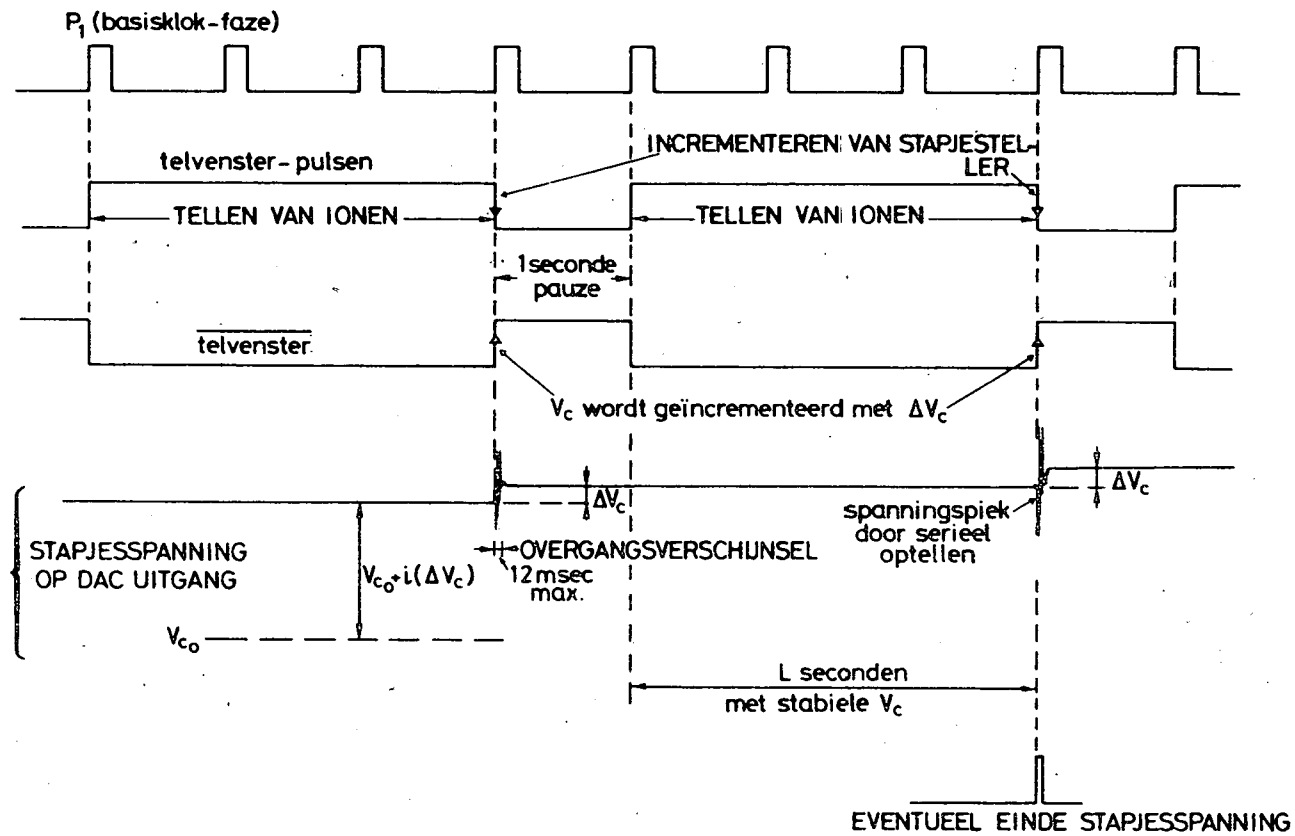 P₁ (basisklok-faze)
INCREMENTEREN VAN STAPJESTEL-
LER
telvenster-pulsen
TELLEN VAN IONEN
TELLEN VAN IONEN
1 seconde
pauze
telvenster
Vc wordt geïncrementeerd met ΔVc
ΔVc
ΔVc
spanningspiek
door serieel
optellen
STAPJESSPANNING
OP DAC UITGANG
Vco+i(ΔVc)
OVERGANGSVERSCHIJNSEL
12 msec
max.
Vco
L seconden
met stabiele Vc
EVENTUEEL EINDE STAPJESSPANNING